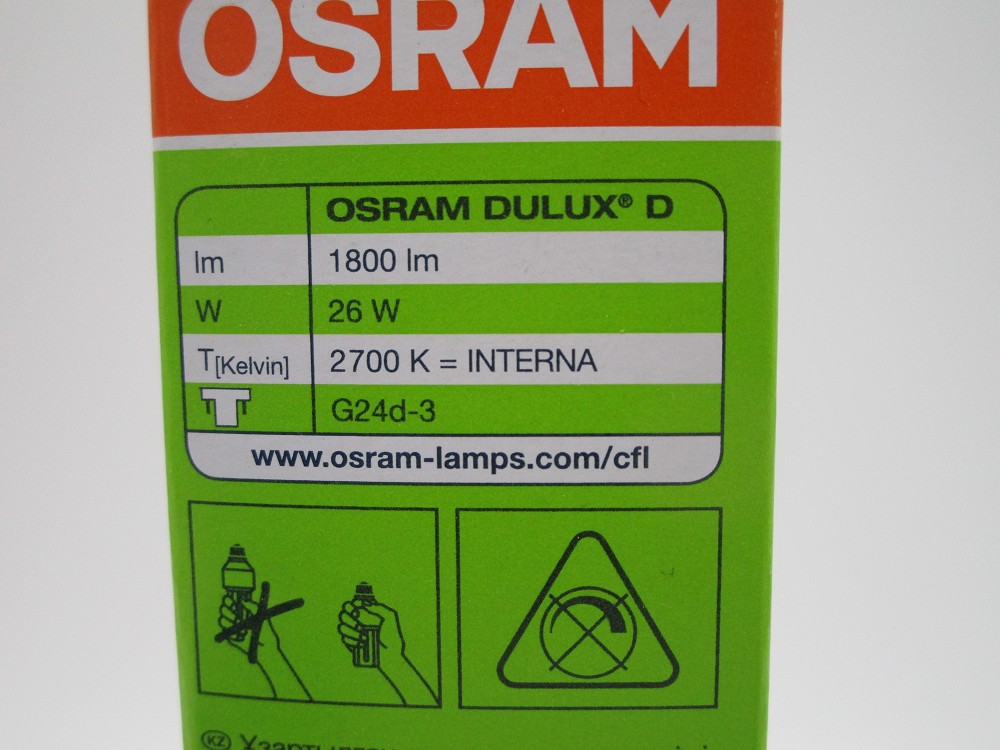 OSRAM
OSRAM DULUX® D
lm 1800 lm
W 26 W
T[Kelvin] 2700 K = INTERNA
G24d-3
www.osram-lamps.com/cfl
KZ